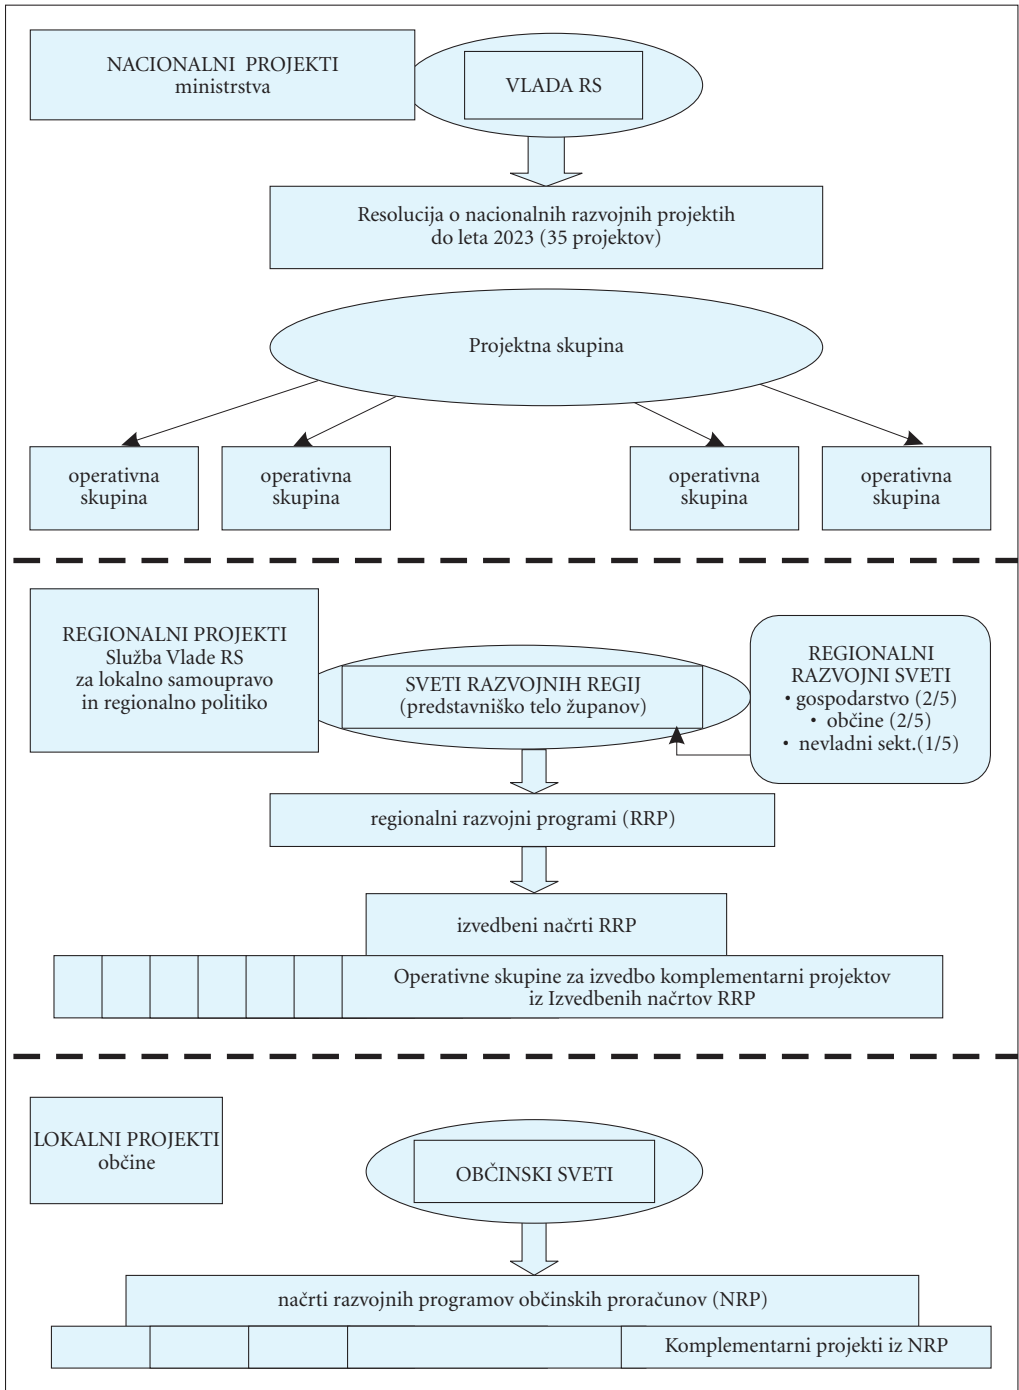 NACIONALNI PROJEKTI
ministrstva
VLADA RS
Resolucija o nacionalnih razvojnih projektih
do leta 2023 (35 projektov)
Projektna skupina
operativna
skupina
operativna
skupina
operativna
skupina
operativna
skupina
REGIONALNI PROJEKTI
Služba Vlade RS
za lokalno samoupravo
in regionalno politiko
SVETI RAZVOJNIH REGIJ
(predstavniško telo županov)
REGIONALNI
RAZVOJNI SVETI
• gospodarstvo (2/5)
• občine (2/5)
• nevladni sekt.(1/5)
regionalni razvojni programi (RRP)
izvedbeni načrti RRP
Operativne skupine za izvedbo komplementarni projektov
iz Izvedbenih načrtov RRP
LOKALNI PROJEKTI
občine
OBČINSKI SVETI
načrti razvojnih programov občinskih proračunov (NRP)
Komplementarni projekti iz NRP